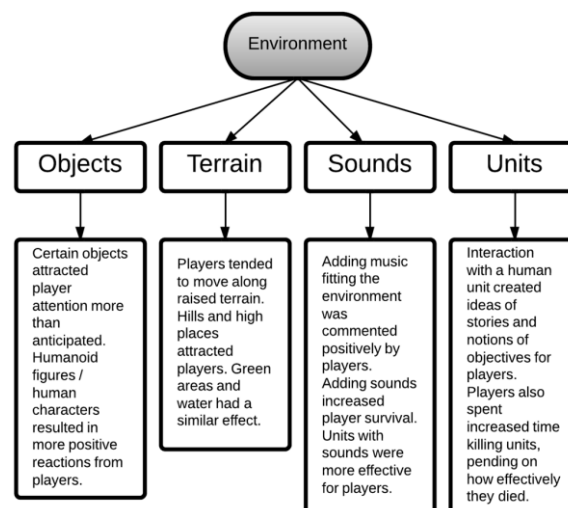 Environment
Objects
Terrain
Sounds
Units
Certain objects
attracted
player
attention more
than
anticipated.
Humanoid
figures /
human
characters
resulted in
more positive
reactions from
players.
Players tended
to move along
raised terrain.
Hills and high
places
attracted
players. Green
areas and
water had a
similar effect.
Adding music
fitting the
environment
was
commented
positively by
players.
Adding sounds
increased
player survival.
Units with
sounds were
more effective
for players.
Interaction
with a human
unit created
ideas of
stories and
notions of
objectives for
players.
Players also
spent
increased time
killing units,
pending on
how effectively
they died.